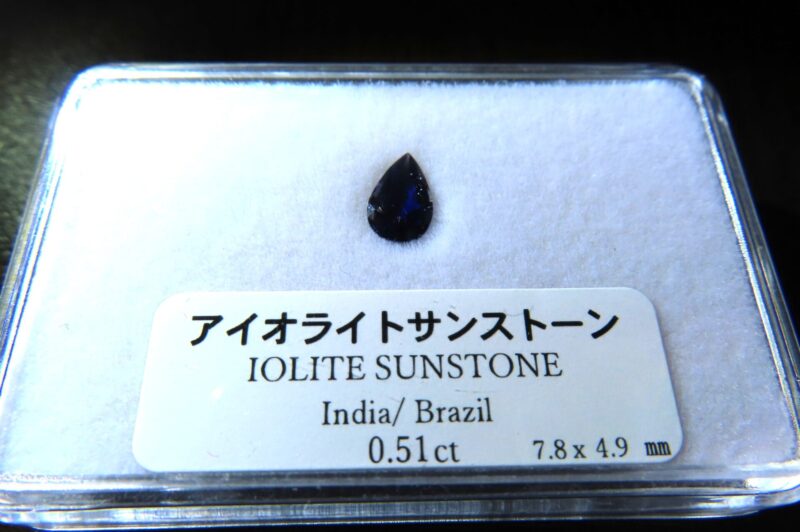 アイオライトサンストーン
IOLITE SUNSTONE
India/ Brazil
0.51ct 7.8 x 4.9 ㎜